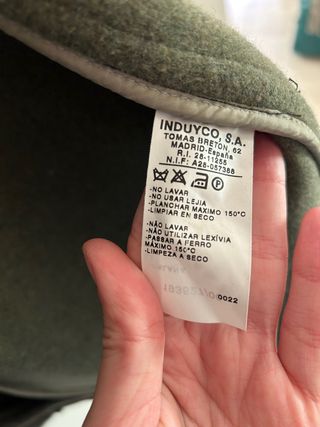 INDUYCO, S.A.
TOMAS BRETON, 62
MADRID-España
R.I. 28-11255
N.I.F: A28-057388
P
-NO LAVAR
-NO USAR LEJIA
-PLANCHAR MAXIMO 150°C
-LIMPIAR EN SECO
-NÃO LAVAR
-NÃO UTILIZAR LEXÍVIA
-PASSAR A FERRO
MÁXIMO 150°C
-LIMPEZA A SECO
0022